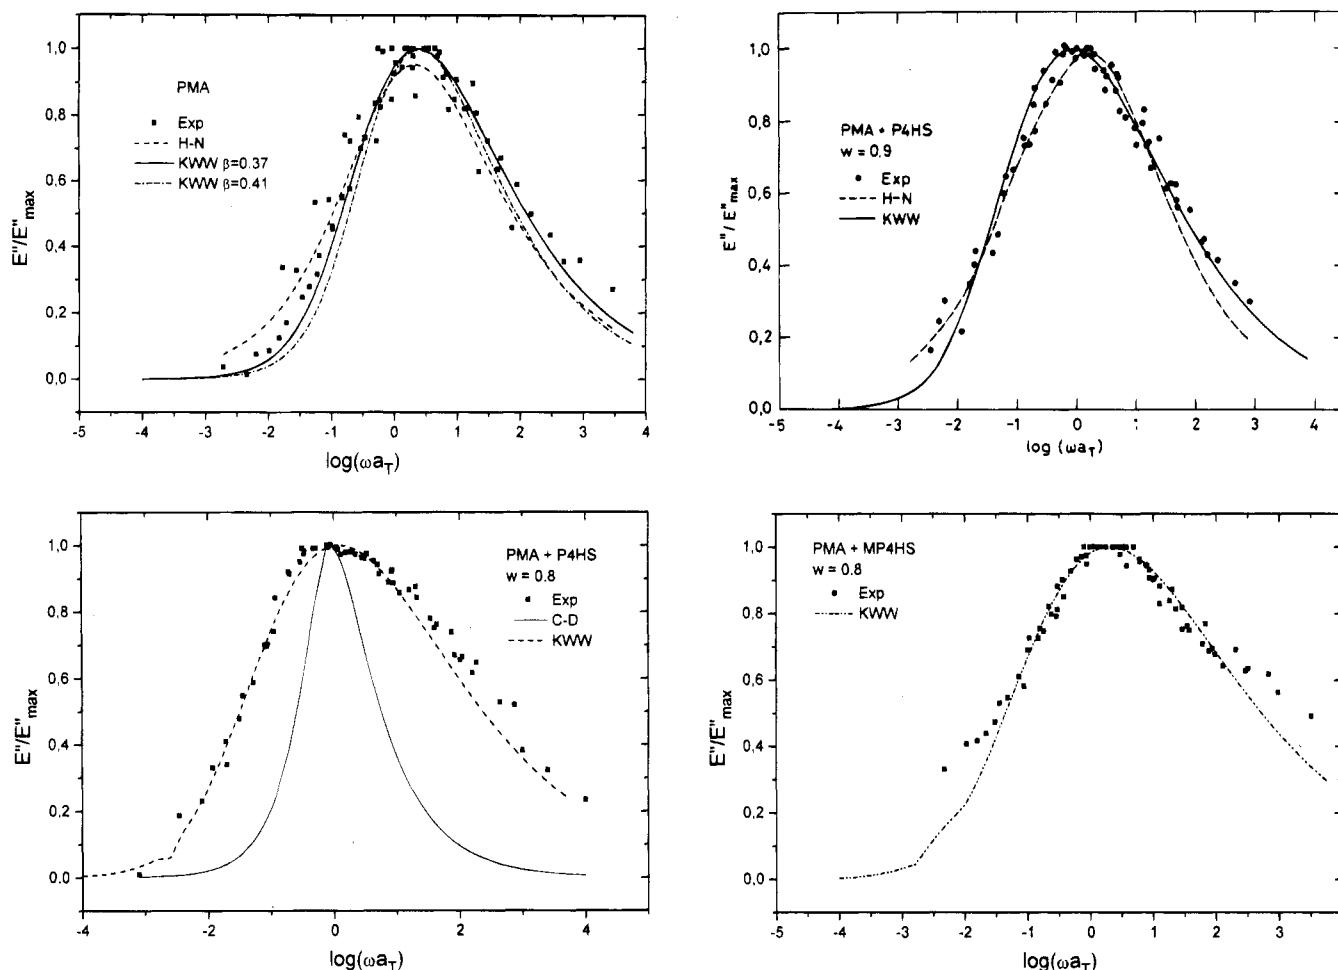 PMA
Exp
H-N
KWW β=0.37
KWW β=0.41
E"/E"max
1,0
0,8
0,6
0,4
0,2
0,0
-5 -4 -3 -2 -1 0 1 2 3 4
log(ωaT)
PMA + P4HS
w = 0.9
Exp
H-N
KWW
E"/E"max
1,0
0,8
0,6
0,4
0,2
0,0
-5 -4 -3 -2 -1 0 1 2 3 4
log (ωaT)
PMA + P4HS
w = 0.8
Exp
C-D
KWW
E"/E"max
1,0
0,8
0,6
0,4
0,2
0,0
-4 -2 0 2 4
log(ωaT)
PMA + MP4HS
w = 0.8
Exp
KWW
E"/E"max
1,0
0,8
0,6
0,4
0,2
0,0
-5 -4 -3 -2 -1 0 1 2 3
log(ωaT)